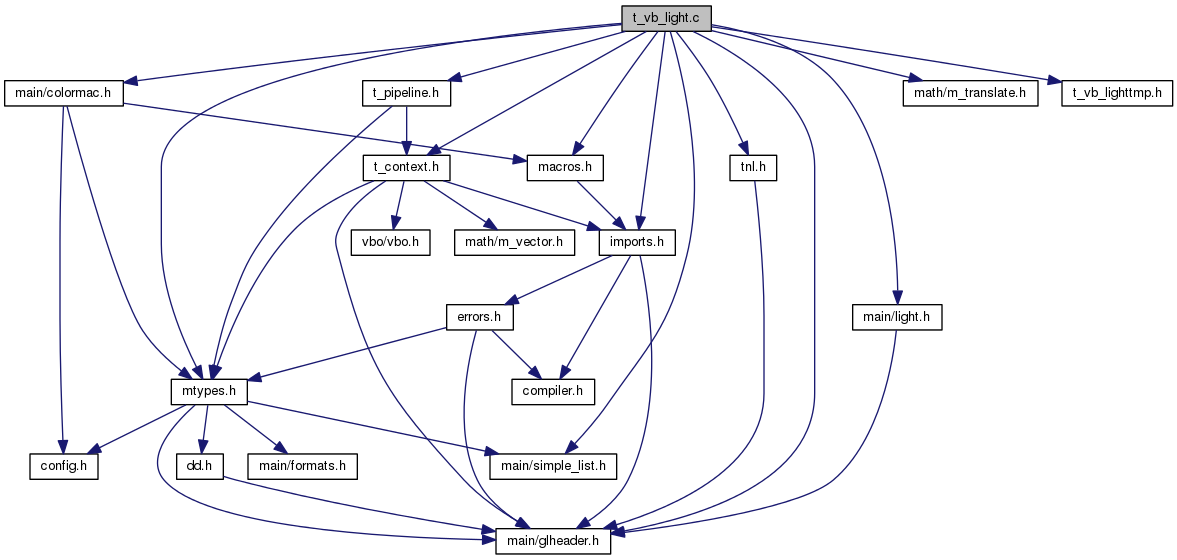 t_vb_light.c
main/colormac.h
t_pipeline.h
math/m_translate.h
t_vb_lighttmp.h
t_context.h
macros.h
tnl.h
vbo/vbo.h
math/m_vector.h
imports.h
errors.h
main/light.h
mtypes.h
compiler.h
config.h
dd.h
main/formats.h
main/simple_list.h
main/glheader.h